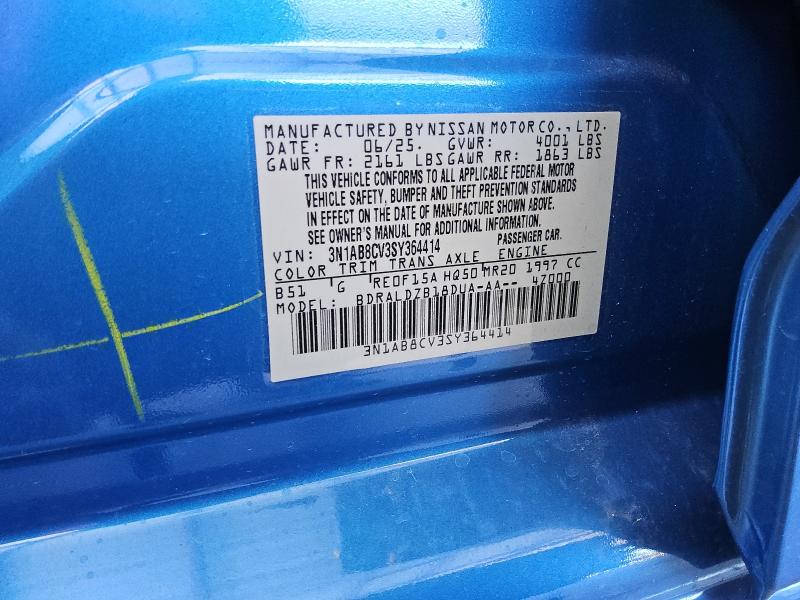 MANUFACTURED BY NISSAN MOTOR CO., LTD.
DATE: 06/25. GVWR: 4001 LBS
GAWR FR: 2161 LBS GAWR RR: 1863 LBS
THIS VEHICLE CONFORMS TO ALL APPLICABLE FEDERAL MOTOR
VEHICLE SAFETY, BUMPER AND THEFT PREVENTION STANDARDS
IN EFFECT ON THE DATE OF MANUFACTURE SHOWN ABOVE.
SEE OWNER'S MANUAL FOR ADDITIONAL INFORMATION.
VIN: 3N1AB8CV3SY364414 PASSENGER CAR.
COLOR TRIM TRANS AXLE ENGINE
B51 G RE0F15A HQ50 MR20 1997 CC
MODEL: BDRALDZB18DUA-AA-- 4Z000
3N1AB8CV3SY364414